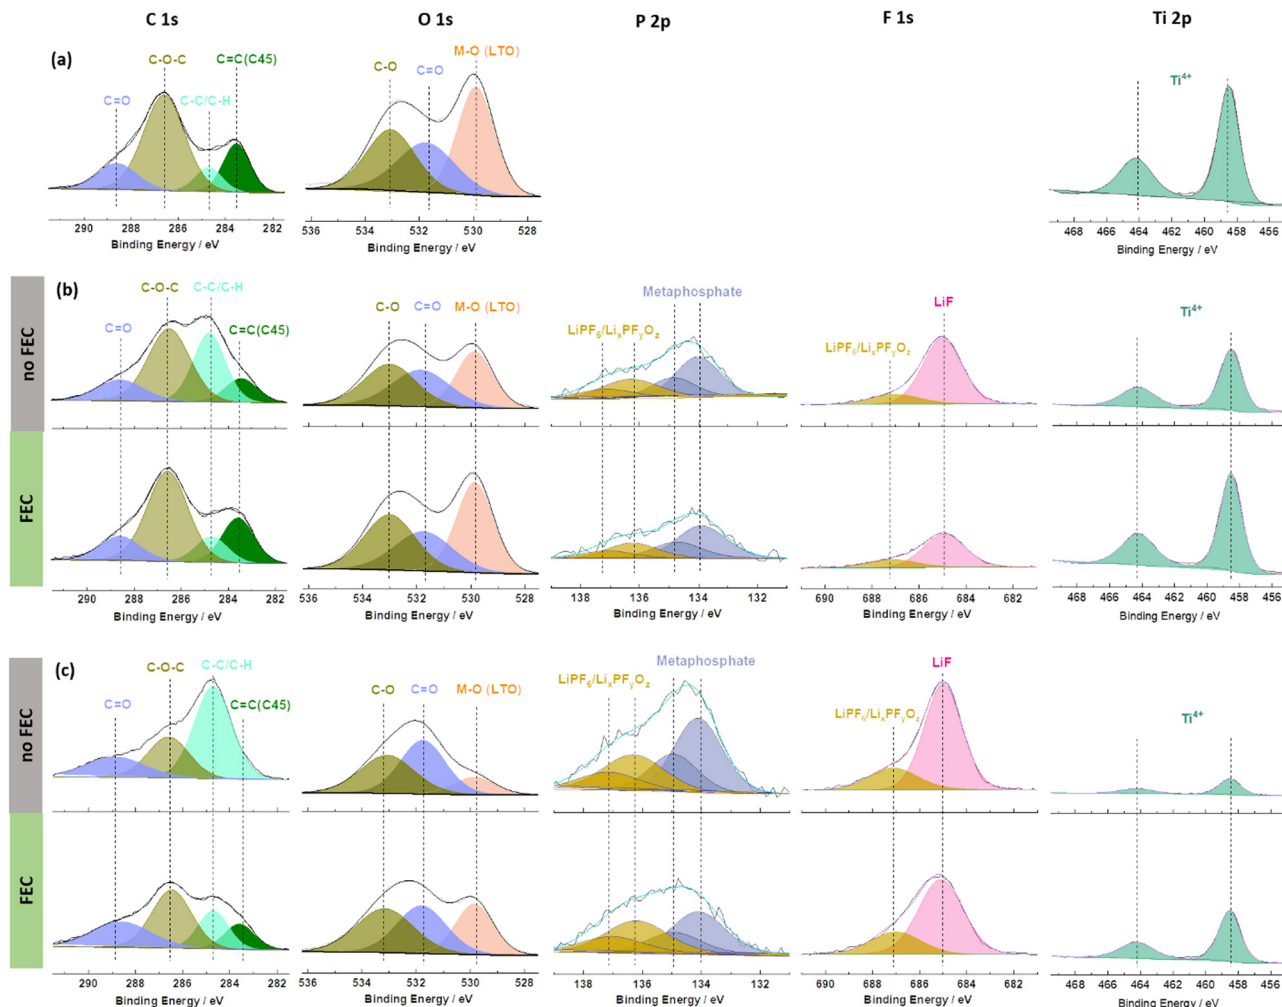 C 1s
O 1s
P 2p
F 1s
Ti 2p
(a)
C=O
C-O-C
C-C/C-H
C=C(C45)
290 288 286 284 282
Binding Energy / eV
C-O
C=O
M-O (LTO)
536 534 532 530 528
Binding Energy / eV
Ti⁴⁺
468 466 464 462 460 458 456
Binding Energy / eV
no FEC
(b)
C=O
C-O-C
C-C/C-H
C=C(C45)
C-O
C=O
M-O (LTO)
LiPF₆/LiₓPFᵧO_z
Metaphosphate
LiPF₆/LiₓPFᵧO_z
LiF
Ti⁴⁺
FEC
290 288 286 284 282
Binding Energy / eV
536 534 532 530 528
Binding Energy / eV
138 136 134 132
Binding Energy / eV
690 688 686 684 682
Binding Energy / eV
468 466 464 462 460 458 456
Binding Energy / eV
no FEC
(c)
C=O
C-O-C
C-C/C-H
C=C(C45)
C-O
C=O
M-O (LTO)
LiPF₆/LiₓPFᵧO_z
Metaphosphate
LiPF₆/LiₓPFᵧO_z
LiF
Ti⁴⁺
FEC
290 288 286 284 282
Binding Energy / eV
536 534 532 530 528
Binding Energy / eV
138 136 134 132
Binding Energy / eV
690 688 686 684 682
Binding Energy / eV
468 466 464 462 460 458 456
Binding Energy / eV